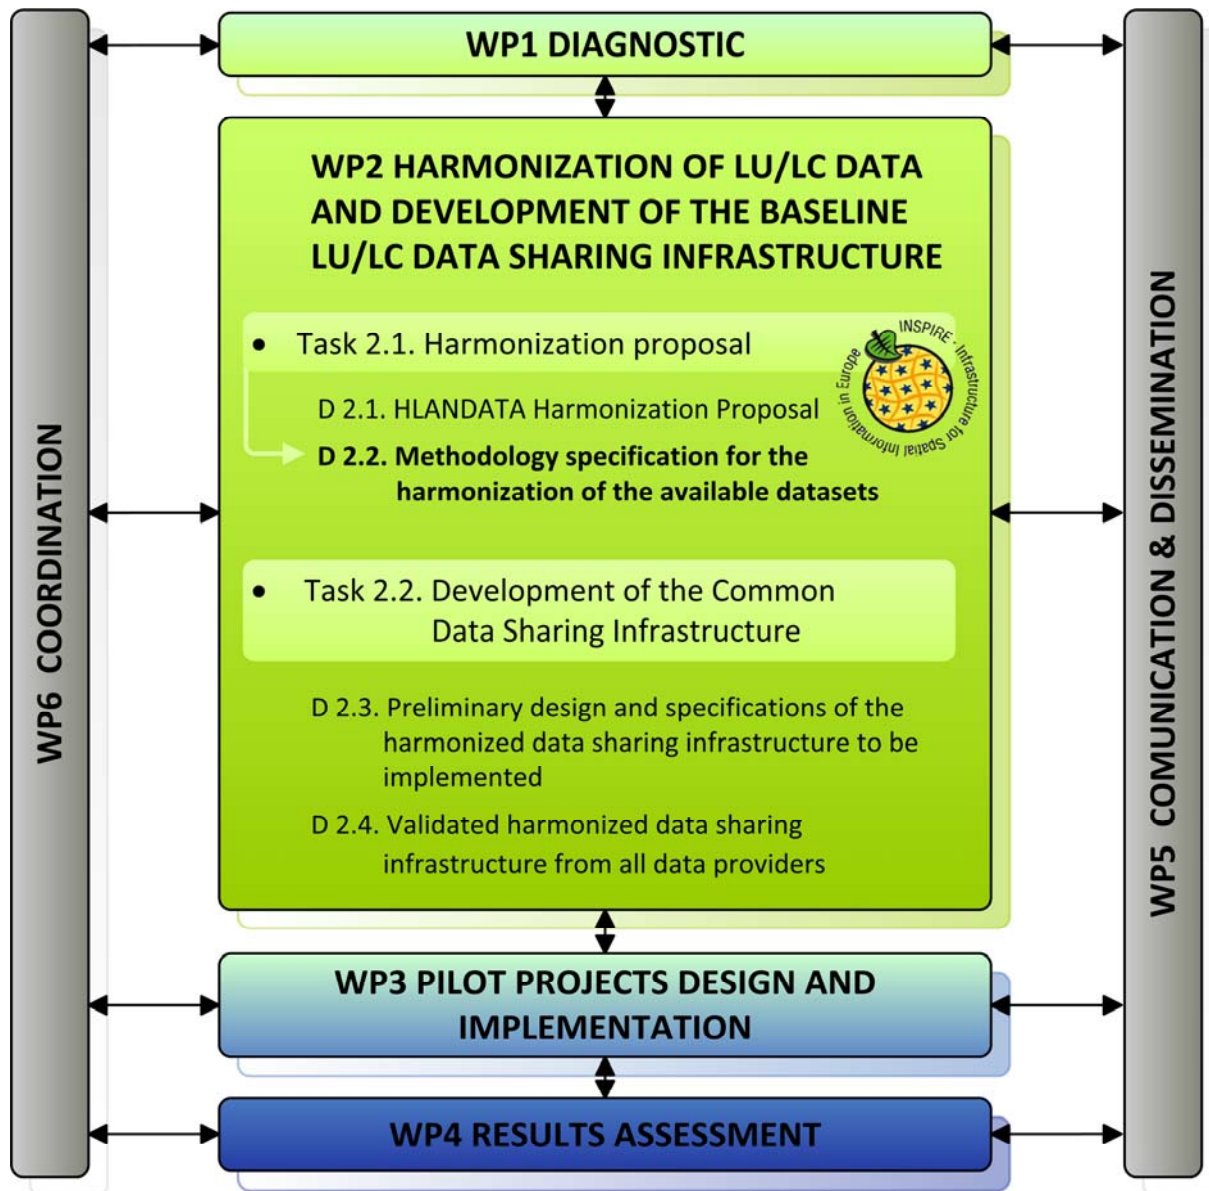 WP1 DIAGNOSTIC
WP2 HARMONIZATION OF LU/LC DATA
AND DEVELOPMENT OF THE BASELINE
LU/LC DATA SHARING INFRASTRUCTURE
• Task 2.1. Harmonization proposal
INSPIRE · Infrastructure for Spatial Information in Europe
D 2.1. HLANDATA Harmonization Proposal
D 2.2. Methodology specification for the
harmonization of the available datasets
• Task 2.2. Development of the Common
Data Sharing Infrastructure
D 2.3. Preliminary design and specifications of the
harmonized data sharing infrastructure to be
implemented
D 2.4. Validated harmonized data sharing
infrastructure from all data providers
WP3 PILOT PROJECTS DESIGN AND
IMPLEMENTATION
WP4 RESULTS ASSESSMENT
WP6 COORDINATION
WP5 COMUNICATION & DISSEMINATION